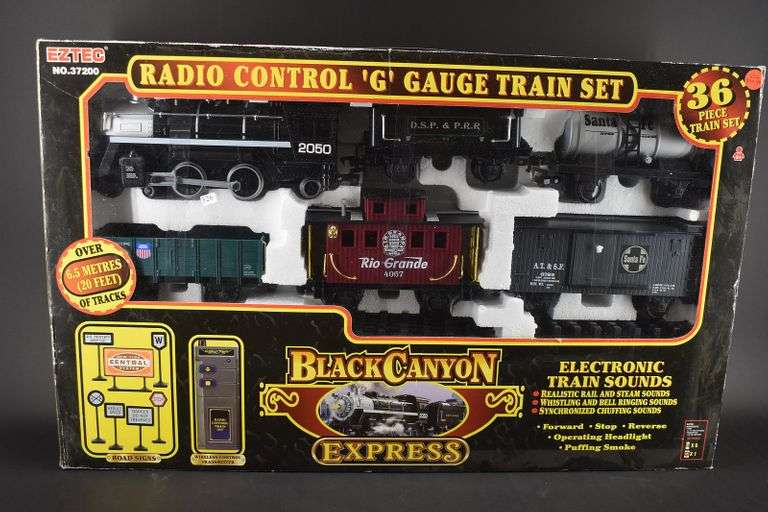 EZTEC
NO.37200
RADIO CONTROL 'G' GAUGE TRAIN SET
36
PIECE
TRAIN SET
2050
D.S.P. & P.R.R
Santa Fe
Rio Grande
4067
A.T. & S.F.
Santa Fe
OVER
6.5 METRES
(20 FEET)
OF TRACKS
W
CENTRAL
ROAD SIGNS
WIRELESS CONTROL
TRANSMITTER
BLACK CANYON
EXPRESS
ELECTRONIC
TRAIN SOUNDS
REALISTIC RAIL AND STEAM SOUNDS
WHISTLING AND BELL RINGING SOUNDS
SYNCHRONIZED CHUFFING SOUNDS
• Forward • Stop • Reverse
• Operating Headlight
• Puffing Smoke